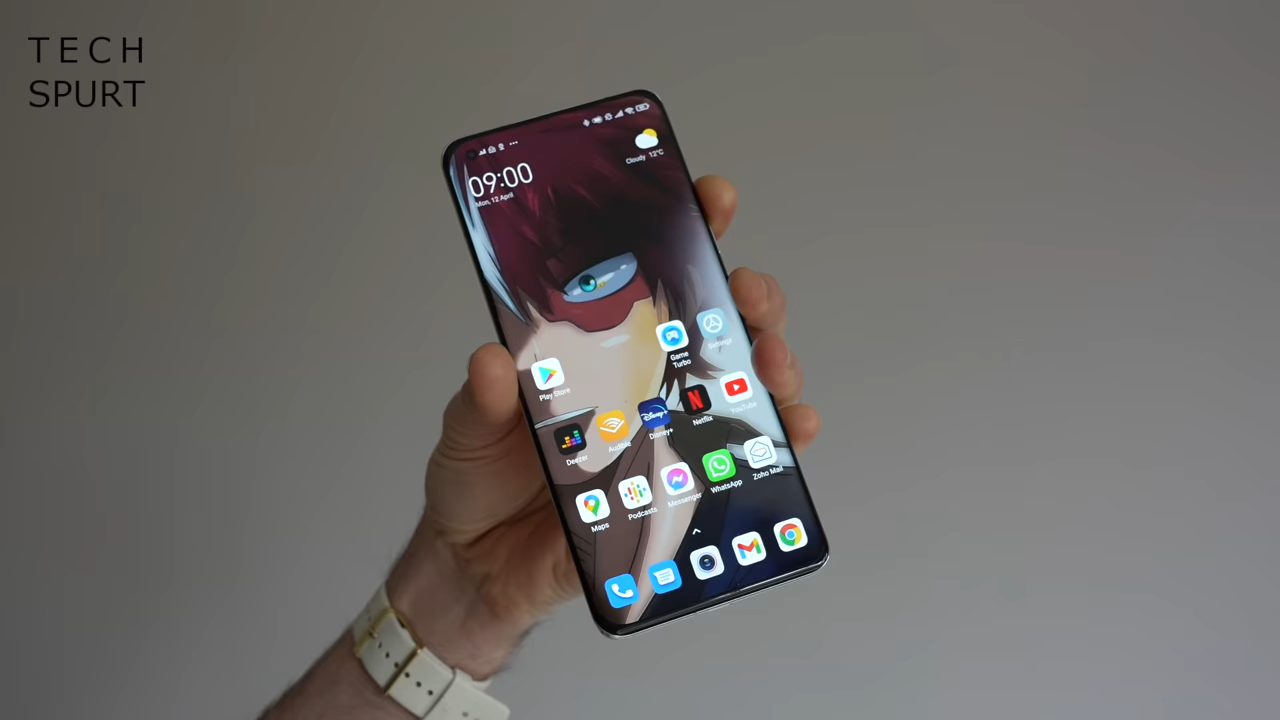 TECH
SPURT
09:00
Mon, 12 April
Cloudy 12°C
Game
Turbo
Settings
Play Store
Deezer
Audible
Disney+
Disney+
N
Netflix
YouTube
Maps
Podcasts
Messenger
WhatsApp
Zoho Mail